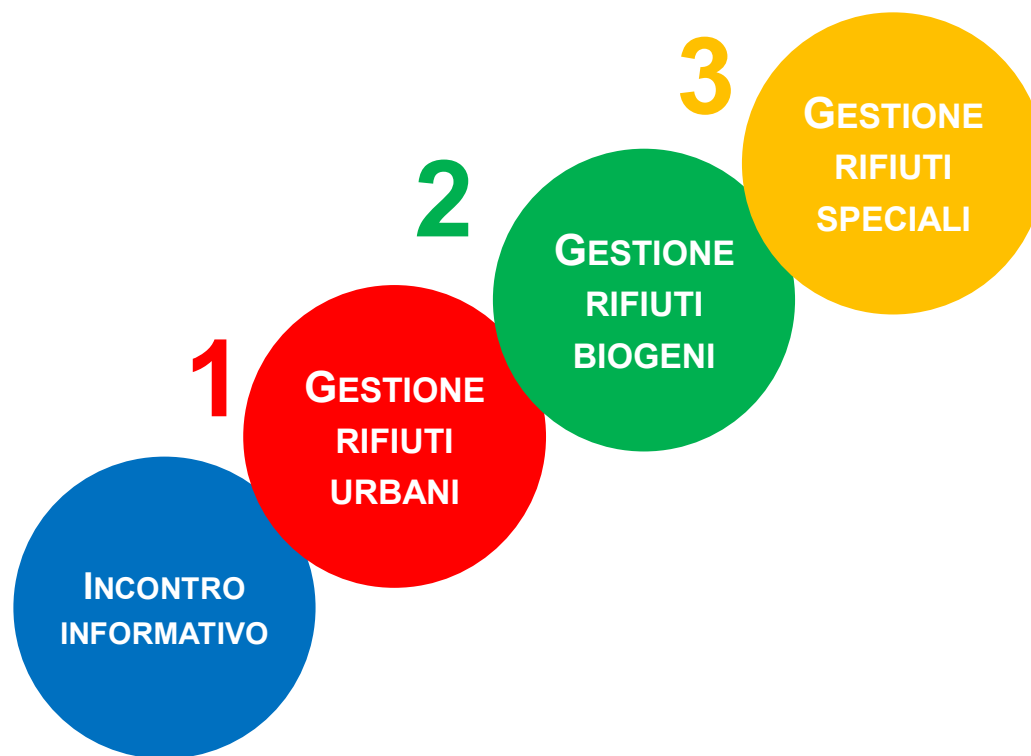 INCONTRO
INFORMATIVO
1
GESTIONE
RIFIUTI
URBANI
2
GESTIONE
RIFIUTI
BIOGENI
3
GESTIONE
RIFIUTI
SPECIALI